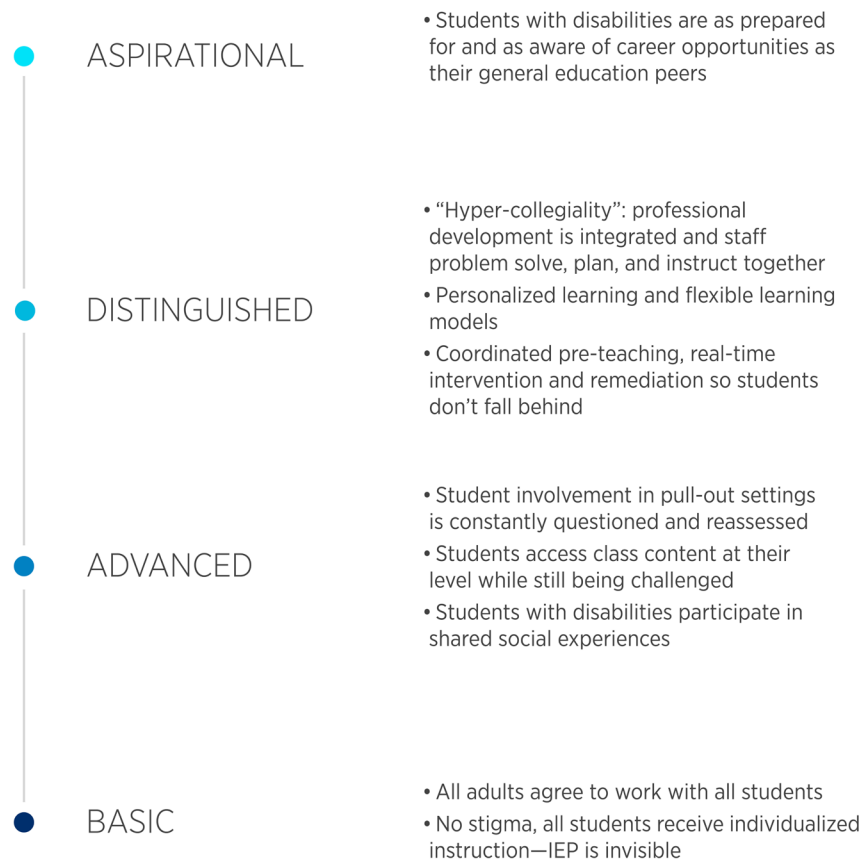 ASPIRATIONAL
• Students with disabilities are as prepared
for and as aware of career opportunities as
their general education peers
DISTINGUISHED
• “Hyper-collegiality”: professional
development is integrated and staff
problem solve, plan, and instruct together
• Personalized learning and flexible learning
models
• Coordinated pre-teaching, real-time
intervention and remediation so students
don’t fall behind
ADVANCED
• Student involvement in pull-out settings
is constantly questioned and reassessed
• Students access class content at their
level while still being challenged
• Students with disabilities participate in
shared social experiences
BASIC
• All adults agree to work with all students
• No stigma, all students receive individualized
instruction—IEP is invisible